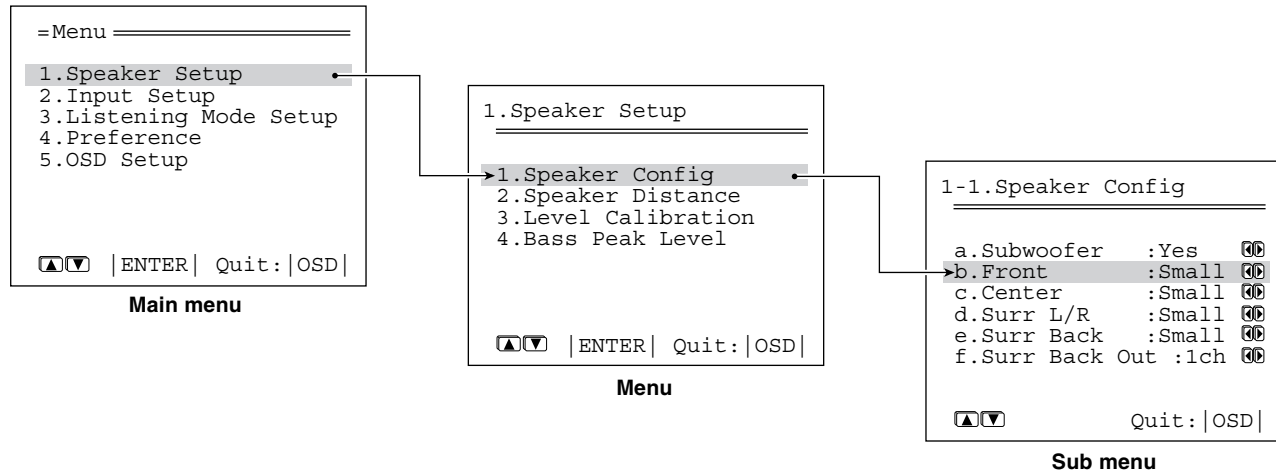 =Menu
1.Speaker Setup
2.Input Setup
3.Listening Mode Setup
4.Preference
5.OSD Setup
▲▼ |ENTER| Quit:|OSD|
Main menu
1.Speaker Setup
1.Speaker Config
2.Speaker Distance
3.Level Calibration
4.Bass Peak Level
▲▼ |ENTER| Quit:|OSD|
Menu
1-1.Speaker Config
a.Subwoofer :Yes ◀▶
b.Front :Small ◀▶
c.Center :Small ◀▶
d.Surr L/R :Small ◀▶
e.Surr Back :Small ◀▶
f.Surr Back Out :1ch ◀▶
▲▼ Quit:|OSD|
Sub menu